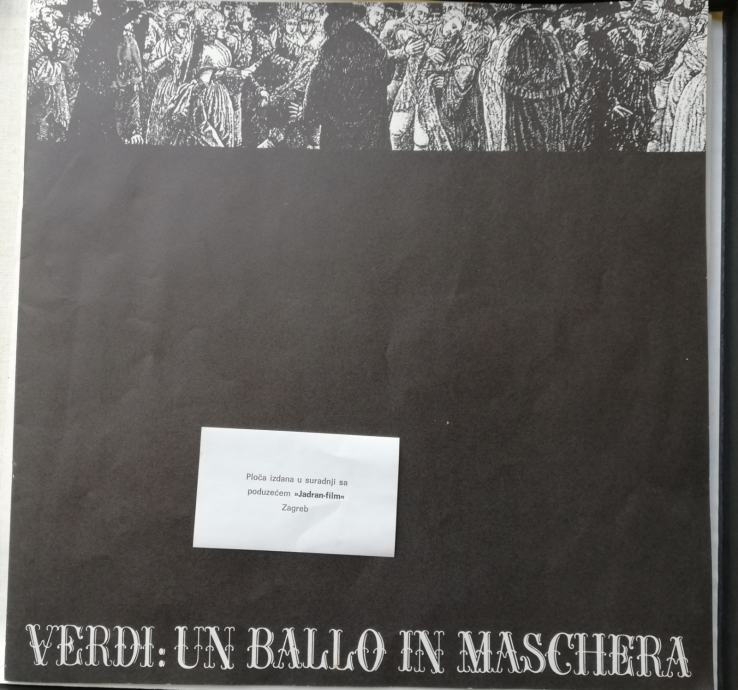 Ploča izdana u suradnji sa
poduzećem »Jadran-film«
Zagreb
VERDI: UN BALLO IN MASCHERA